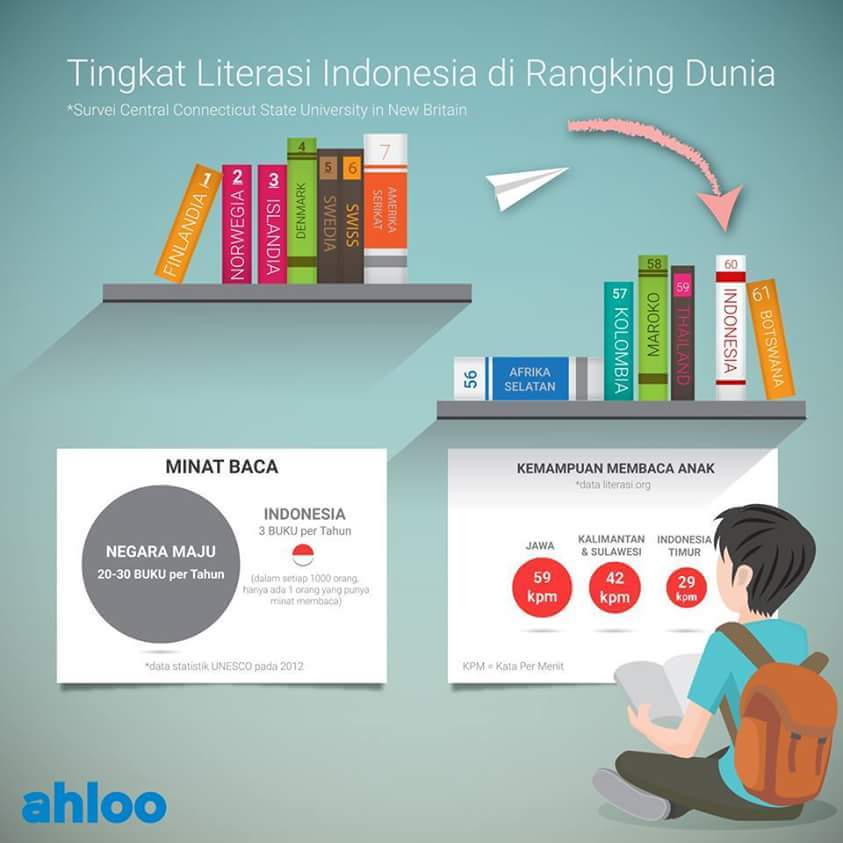 Tingkat Literasi Indonesia di Rangking Dunia
*Survei Central Connecticut State University in New Britain
1 FINLANDIA
2 NORWEGIA
3 ISLANDIA
4 DENMARK
5 SWEDIA
6 SWISS
7 AMERIKA SERIKAT
56 AFRIKA SELATAN
57 KOLOMBIA
58 MAROKO
59 THAILAND
60 INDONESIA
61 BOTSWANA
MINAT BACA
NEGARA MAJU
20-30 BUKU per Tahun
INDONESIA
3 BUKU per Tahun
(dalam setiap 1000 orang,
hanya ada 1 orang yang punya
minat membaca)
*data statistik UNESCO pada 2012
KEMAMPUAN MEMBACA ANAK
*data literasi.org
JAWA
59
kpm
KALIMANTAN
& SULAWESI
42
kpm
INDONESIA
TIMUR
29
kpm
KPM = Kata Per Menit
ahloo